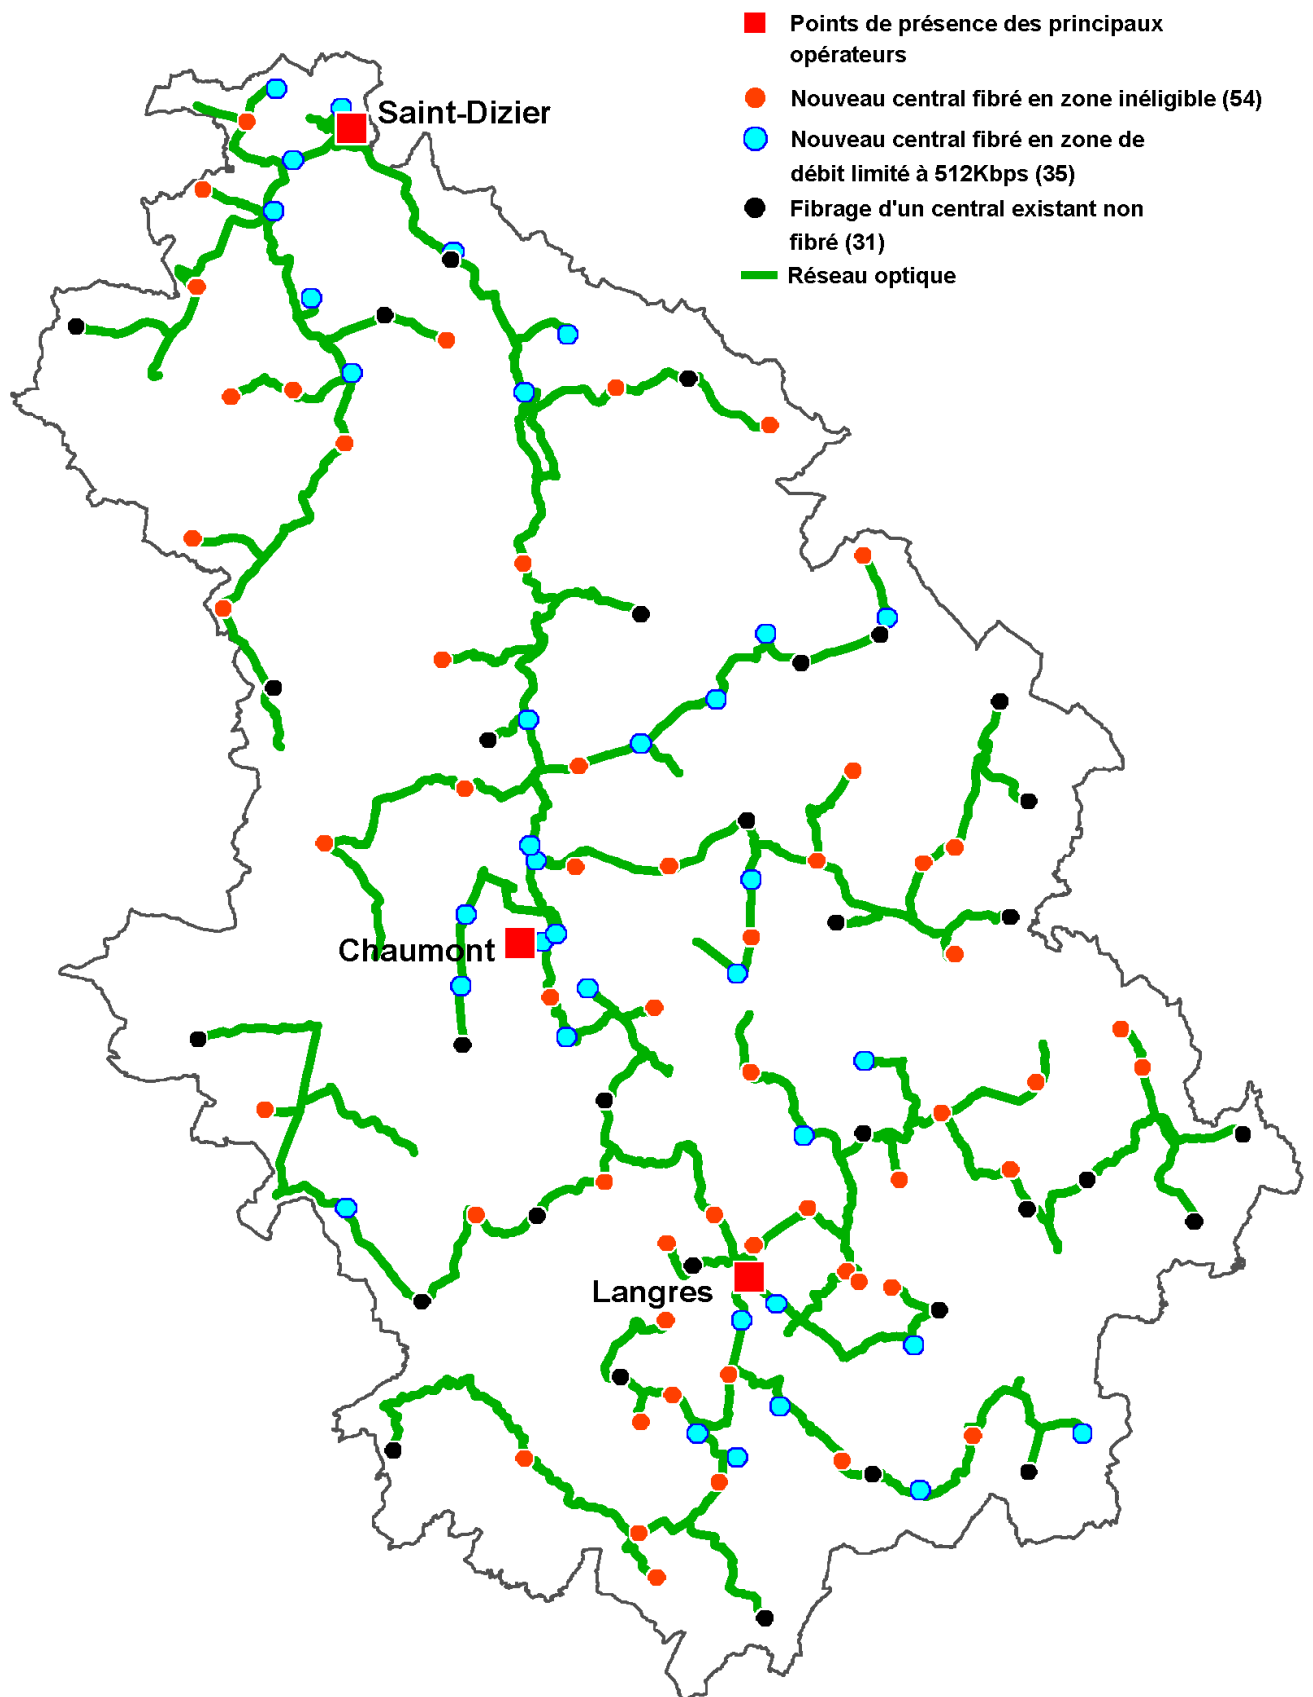 Points de présence des principaux
opérateurs
Nouveau central fibré en zone inéligible (54)
Nouveau central fibré en zone de
débit limité à 512Kbps (35)
Fibrage d'un central existant non
fibré (31)
Réseau optique
Saint-Dizier
Chaumont
Langres